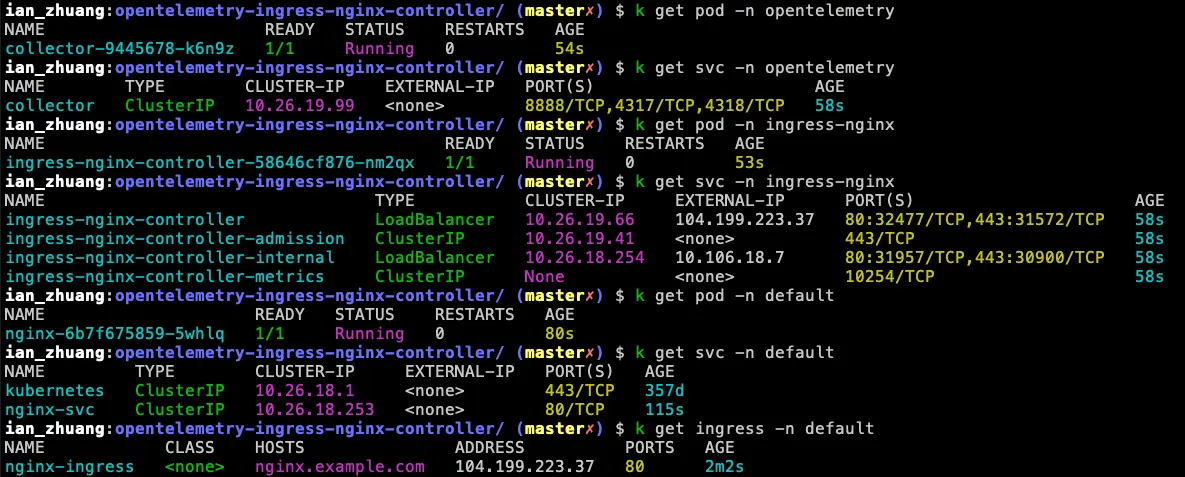 ian_zhuang:opentelemetry-ingress-nginx-controller/ (master✗) $ k get pod -n opentelemetry
NAME READY STATUS RESTARTS AGE
collector-9445678-k6n9z 1/1 Running 0 54s
ian_zhuang:opentelemetry-ingress-nginx-controller/ (master✗) $ k get svc -n opentelemetry
NAME TYPE CLUSTER-IP EXTERNAL-IP PORT(S) AGE
collector ClusterIP 10.26.19.99 <none> 8888/TCP,4317/TCP,4318/TCP 58s
ian_zhuang:opentelemetry-ingress-nginx-controller/ (master✗) $ k get pod -n ingress-nginx
NAME READY STATUS RESTARTS AGE
ingress-nginx-controller-58646cf876-nm2qx 1/1 Running 0 53s
ian_zhuang:opentelemetry-ingress-nginx-controller/ (master✗) $ k get svc -n ingress-nginx
NAME TYPE CLUSTER-IP EXTERNAL-IP PORT(S) AGE
ingress-nginx-controller LoadBalancer 10.26.19.66 104.199.223.37 80:32477/TCP,443:31572/TCP 58s
ingress-nginx-controller-admission ClusterIP 10.26.19.41 <none> 443/TCP 58s
ingress-nginx-controller-internal LoadBalancer 10.26.18.254 10.106.18.7 80:31957/TCP,443:30900/TCP 58s
ingress-nginx-controller-metrics ClusterIP None <none> 10254/TCP 58s
ian_zhuang:opentelemetry-ingress-nginx-controller/ (master✗) $ k get pod -n default
NAME READY STATUS RESTARTS AGE
nginx-6b7f675859-5whlq 1/1 Running 0 80s
ian_zhuang:opentelemetry-ingress-nginx-controller/ (master✗) $ k get svc -n default
NAME TYPE CLUSTER-IP EXTERNAL-IP PORT(S) AGE
kubernetes ClusterIP 10.26.18.1 <none> 443/TCP 357d
nginx-svc ClusterIP 10.26.18.253 <none> 80/TCP 115s
ian_zhuang:opentelemetry-ingress-nginx-controller/ (master✗) $ k get ingress -n default
NAME CLASS HOSTS ADDRESS PORTS AGE
nginx-ingress <none> nginx.example.com 104.199.223.37 80 2m2s